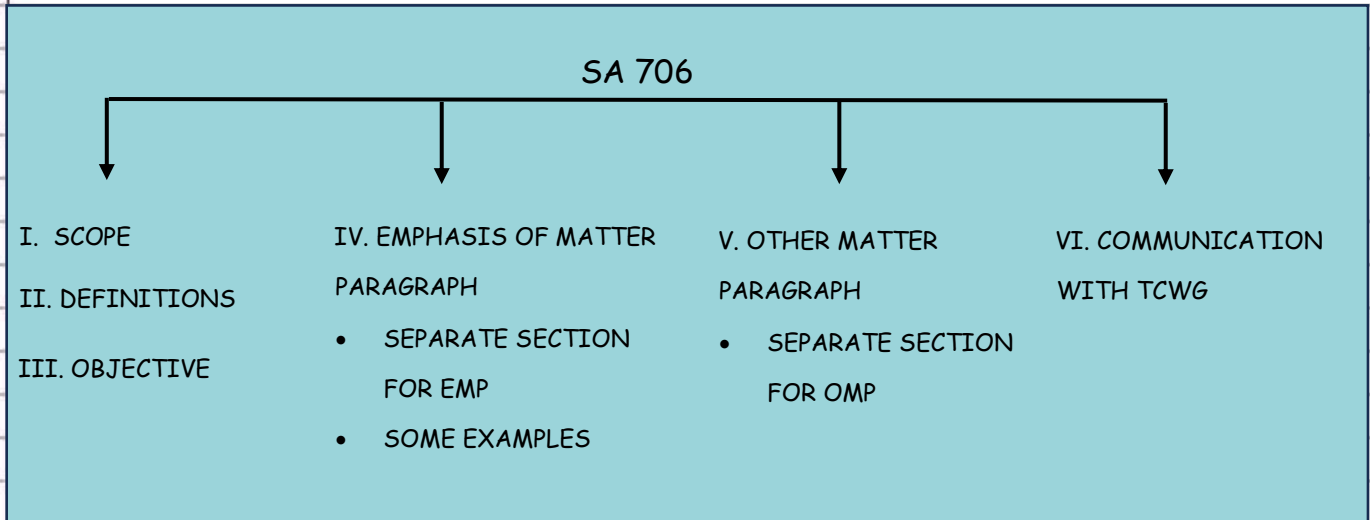 SA 706
I. SCOPE
II. DEFINITIONS
III. OBJECTIVE
IV. EMPHASIS OF MATTER
PARAGRAPH
• SEPARATE SECTION
FOR EMP
• SOME EXAMPLES
V. OTHER MATTER
PARAGRAPH
• SEPARATE SECTION
FOR OMP
VI. COMMUNICATION
WITH TCWG